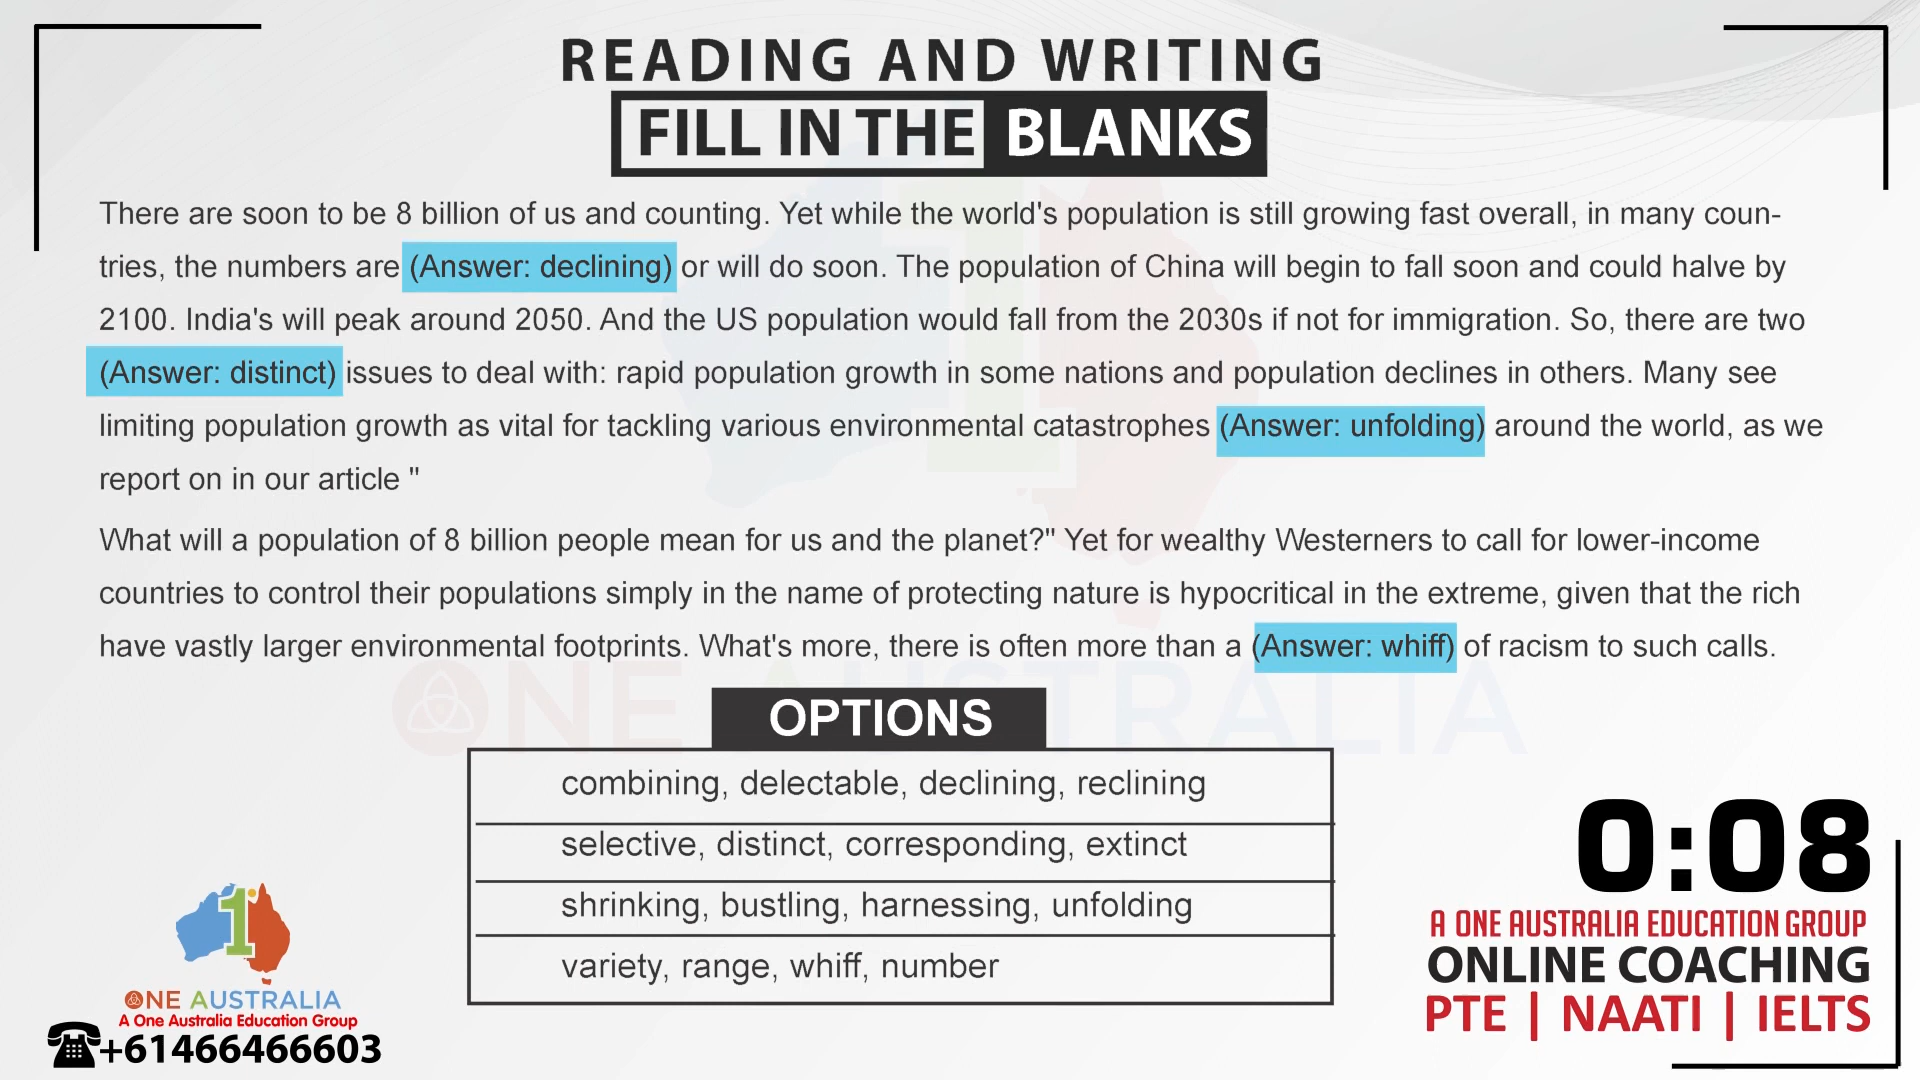 READING AND WRITING
FILL IN THE BLANKS
There are soon to be 8 billion of us and counting. Yet while the world's population is still growing fast overall, in many coun-
tries, the numbers are (Answer: declining) or will do soon. The population of China will begin to fall soon and could halve by
2100. India's will peak around 2050. And the US population would fall from the 2030s if not for immigration. So, there are two
(Answer: distinct) issues to deal with: rapid population growth in some nations and population declines in others. Many see
limiting population growth as vital for tackling various environmental catastrophes (Answer: unfolding) around the world, as we
report on in our article "
What will a population of 8 billion people mean for us and the planet?" Yet for wealthy Westerners to call for lower-income
countries to control their populations simply in the name of protecting nature is hypocritical in the extreme, given that the rich
have vastly larger environmental footprints. What's more, there is often more than a (Answer: whiff) of racism to such calls.
ONE AUSTRALIA
OPTIONS
combining, delectable, declining, reclining
selective, distinct, corresponding, extinct
shrinking, bustling, harnessing, unfolding
variety, range, whiff, number
0:08
A ONE AUSTRALIA EDUCATION GROUP
ONLINE COACHING
PTE | NAATI | IELTS
1
ONE AUSTRALIA
A One Australia Education Group
+61466466603